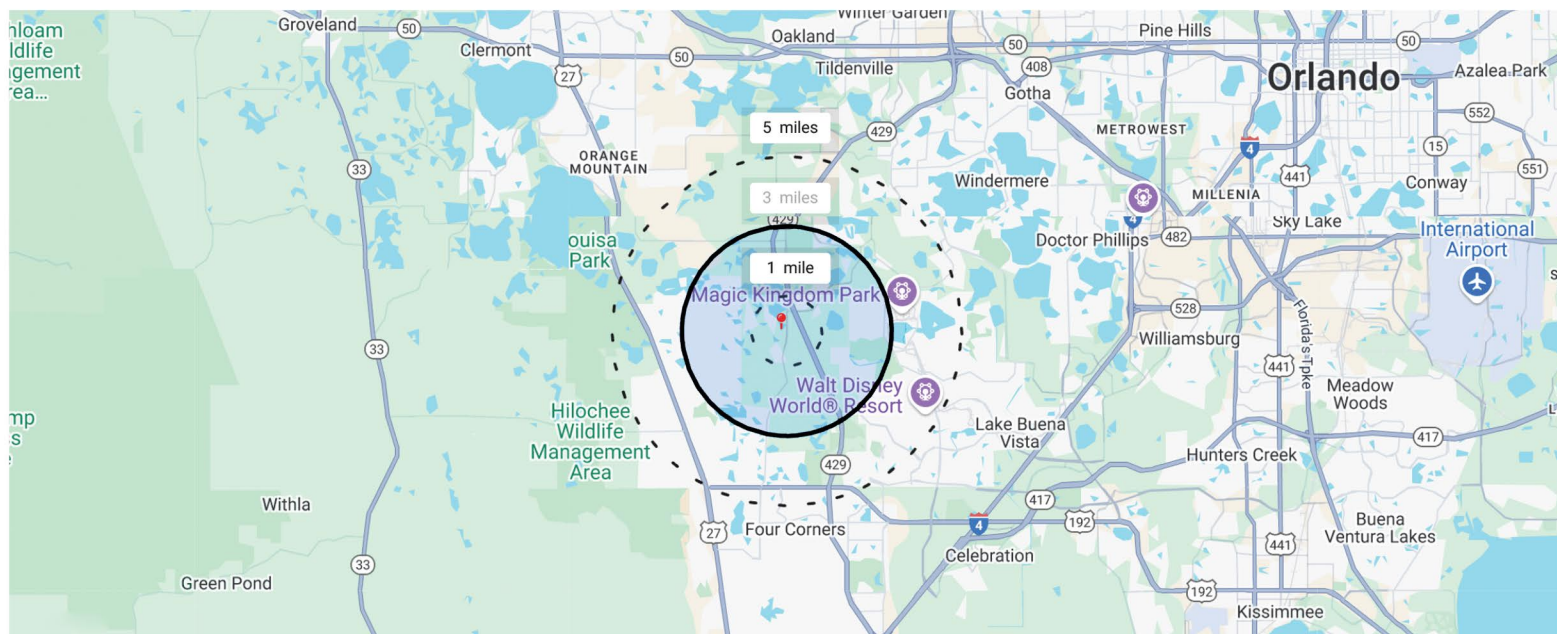 Groveland
50
Winter Garden
Oakland
Pine Hills
50
50
Clermont
27
50
Tildenville
408
Gotha
Orlando
Azalea Park
552
5 miles
429
METROWEST
4
15
551
ORANGE
MOUNTAIN
33
Windermere
441
Conway
3 miles
MILLENIA
429
4
Sky Lake
ouisa
Park
Doctor Phillips
482
International
Airport
1 mile
Magic Kingdom Park
528
Florida's Tpke
33
Williamsburg
441
Walt Disney
World® Resort
Meadow
Woods
Hilochee
Wildlife
Management
Area
Lake Buena
Vista
417
Hunters Creek
429
Withla
417
27
Four Corners
4
192
Buena
Ventura Lakes
441
Celebration
33
Green Pond
192
Kissimmee